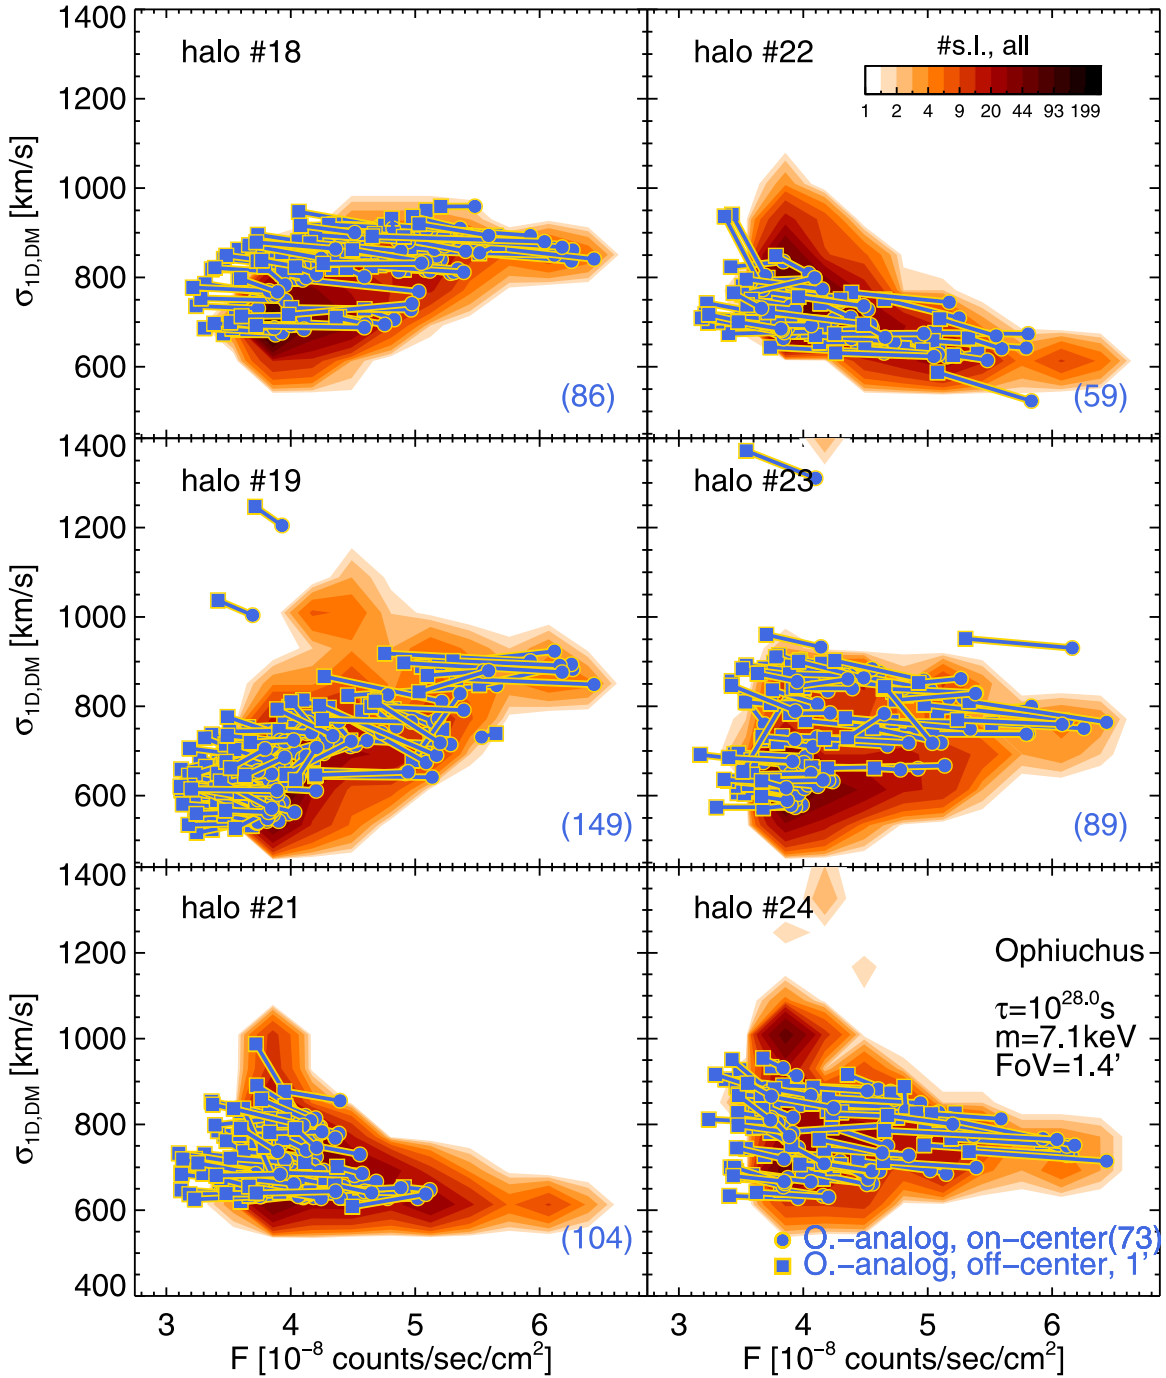 halo #18
halo #22
#s.l., all
1 2 4 9 20 44 93 199
1400
1200
1000
800
600
σ1D,DM [km/s]
(86)
(59)
halo #19
halo #23
1400
1200
1000
800
600
σ1D,DM [km/s]
(149)
(89)
halo #21
halo #24
Ophiuchus
τ=10^28.0s
m=7.1keV
FoV=1.4'
1400
1200
1000
800
600
400
σ1D,DM [km/s]
(104)
O.−analog, on−center(73)
O.−analog, off−center, 1'
3 4 5 6
3 4 5 6
F [10^−8 counts/sec/cm^2]
F [10^−8 counts/sec/cm^2]